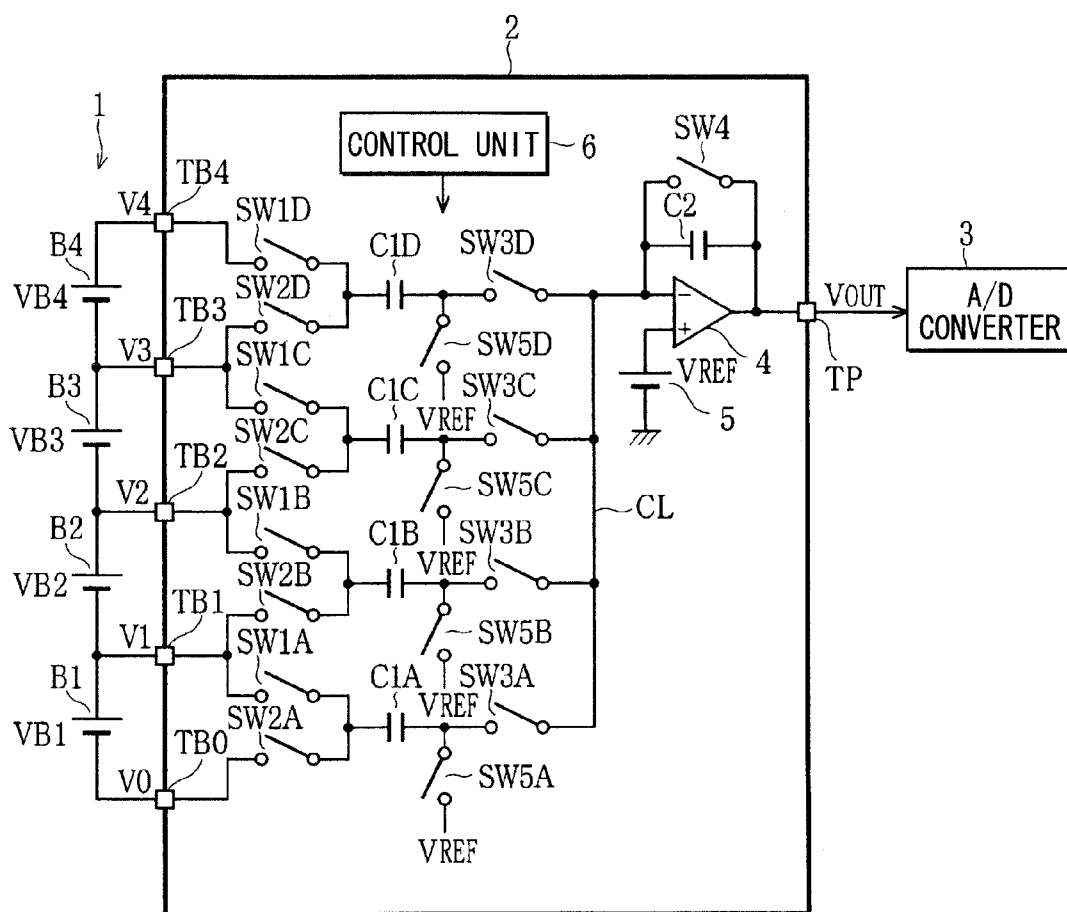 2
1
CONTROL UNIT
6
SW4
C2
TB4
V4
SW1D
C1D
SW3D
3
A/D
CONVERTER
B4
VB4
SW2D
TB3
V3
SW1C
SW5D
VREF
C1C
SW3C
VREF
4
5
VOUT
TP
B3
VB3
SW2C
TB2
V2
SW1B
SW5C
VREF
C1B
SW3B
CL
B2
VB2
SW2B
TB1
V1
SW1A
SW5B
VREF
C1A
SW3A
B1
VB1
SW2A
TB0
V0
SW5A
VREF